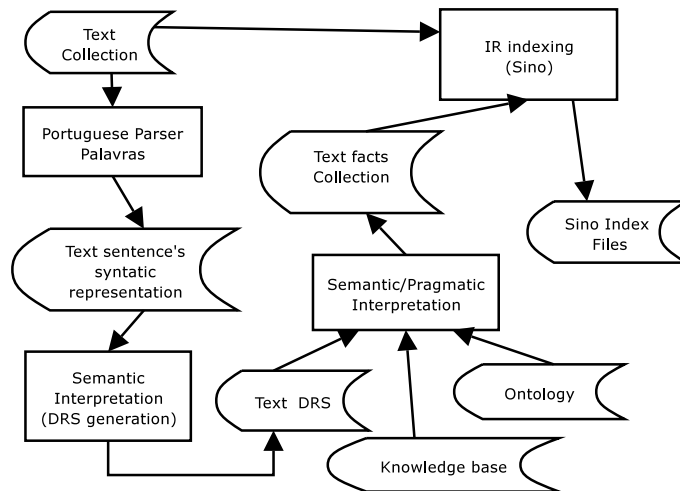 Text
Collection
IR indexing
(Sino)
Portuguese Parser
Palavras
Text facts
Collection
Sino Index
Files
Text sentence's
syntatic
representation
Semantic/Pragmatic
Interpretation
Semantic
Interpretation
(DRS generation)
Text DRS
Ontology
Knowledge base